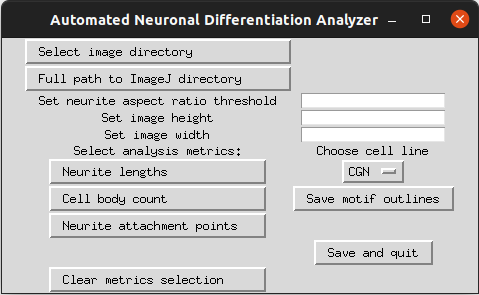 Automated Neuronal Differentiation Analyzer
Select image directory
Full path to ImageJ directory
Set neurite aspect ratio threshold
Set image height
Set image width
Select analysis metrics:
Choose cell line
Neurite lengths
CGN
Cell body count
Save motif outlines
Neurite attachment points
Save and quit
Clear metrics selection